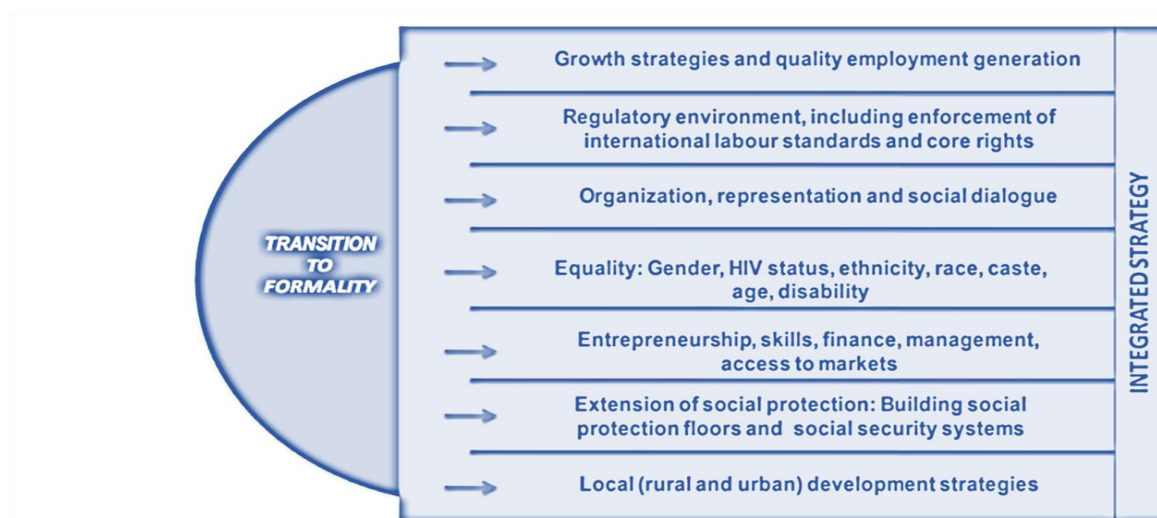 Growth strategies and quality employment generation
Regulatory environment, including enforcement of
international labour standards and core rights
Organization, representation and social dialogue
TRANSITION
TO
FORMALITY
Equality: Gender, HIV status, ethnicity, race, caste,
age, disability
Entrepreneurship, skills, finance, management,
access to markets
Extension of social protection: Building social
protection floors and social security systems
Local (rural and urban) development strategies
INTEGRATED STRATEGY